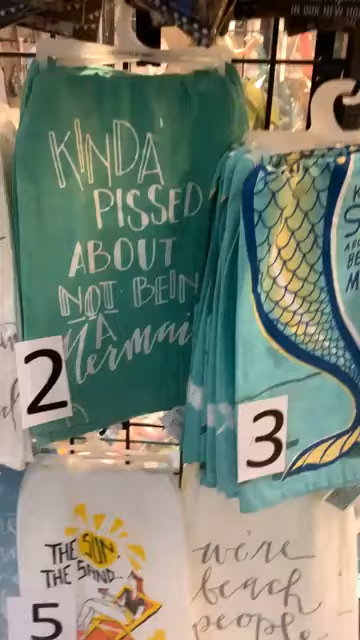 KINDA
PISSED
ABOUT
NOT BEIN
A
Mermai
2
3
THE SUN.
THE SAND...
5
we're
beach
people